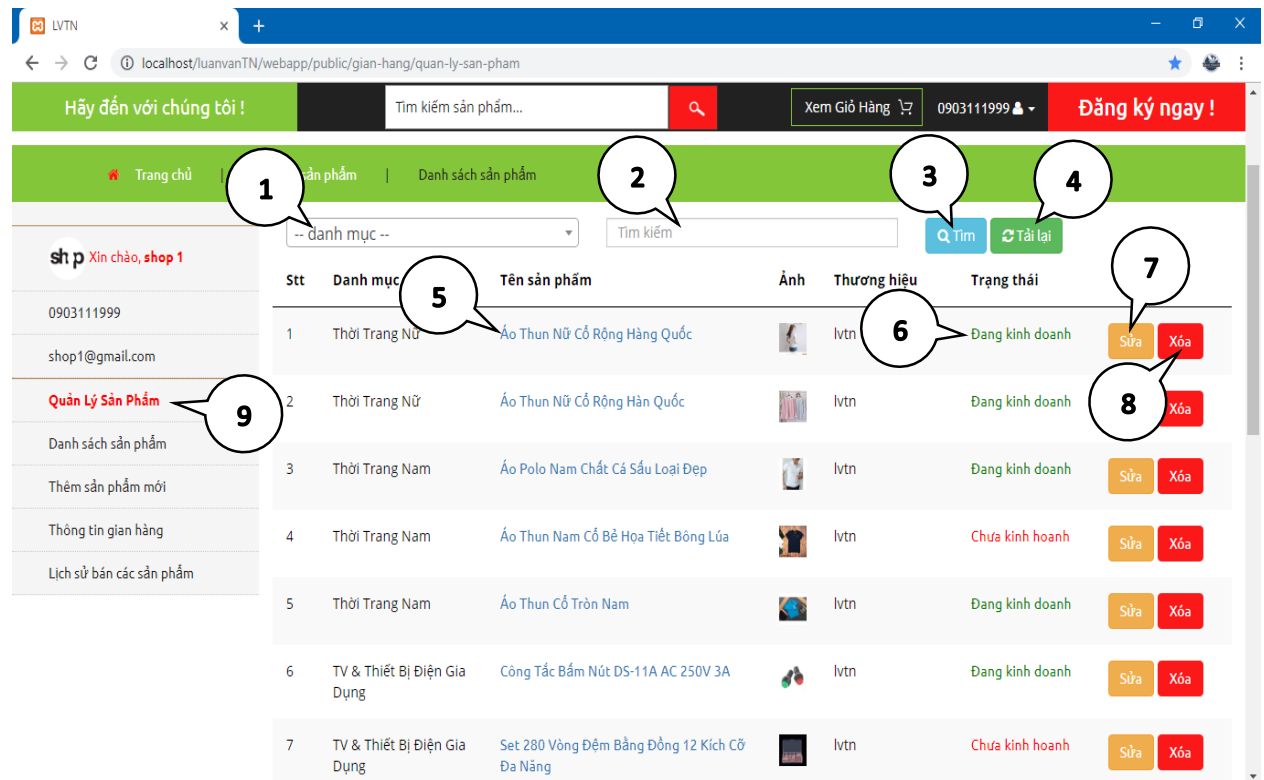 LVTN
localhost/luanvanTN/webapp/public/gian-hang/quan-ly-san-pham
Hãy đến với chúng tôi !
Tìm kiếm sản phẩm...
Xem Giỏ Hàng
0903111999
Đăng ký ngay !
Trang chủ | sản phẩm | Danh sách sản phẩm
1
2
3
4
-- danh mục --
Tìm kiếm
Tìm
Tải lại
shp Xin chào, shop 1
0903111999
shop1@gmail.com
Quản Lý Sản Phẩm
Danh sách sản phẩm
Thêm sản phẩm mới
Thông tin gian hàng
Lịch sử bán các sản phẩm
9
5
6
7
8
Stt Danh mục Tên sản phẩm Ảnh Thương hiệu Trạng thái
1 Thời Trang Nữ Áo Thun Nữ Cổ Rộng Hàng Quốc lvtn Đang kinh doanh Sửa Xóa
2 Thời Trang Nữ Áo Thun Nữ Cổ Rộng Hàn Quốc lvtn Đang kinh doanh Xóa
3 Thời Trang Nam Áo Polo Nam Chất Cá Sấu Loại Đẹp lvtn Đang kinh doanh Sửa Xóa
4 Thời Trang Nam Áo Thun Nam Cổ Bẻ Họa Tiết Bông Lúa lvtn Chưa kinh hoanh Sửa Xóa
5 Thời Trang Nam Áo Thun Cổ Tròn Nam lvtn Đang kinh doanh Sửa Xóa
6 TV & Thiết Bị Điện Gia Công Tắc Bấm Nút DS-11A AC 250V 3A lvtn Đang kinh doanh Sửa Xóa
Dụng
7 TV & Thiết Bị Điện Gia Set 280 Vòng Đệm Bằng Đồng 12 Kích Cỡ lvtn Chưa kinh hoanh Sửa Xóa
Dụng Đa Năng